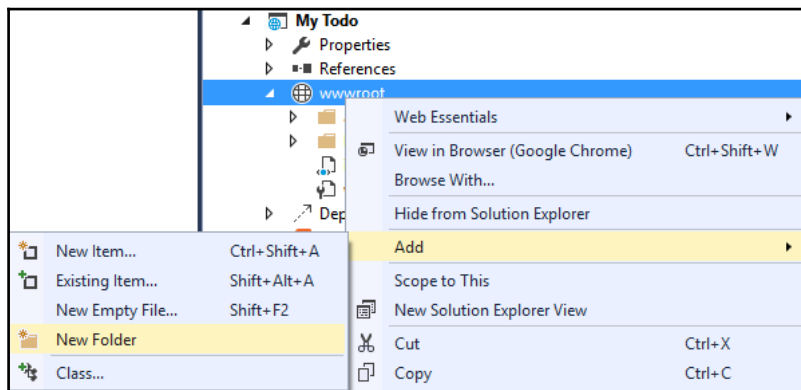 My Todo
Properties
References
wwwroot
Web Essentials
View in Browser (Google Chrome) Ctrl+Shift+W
Browse With...
Dep
Hide from Solution Explorer
New Item... Ctrl+Shift+A
Add
Existing Item... Shift+Alt+A
Scope to This
New Empty File... Shift+F2
New Solution Explorer View
New Folder
Cut Ctrl+X
Class...
Copy Ctrl+C